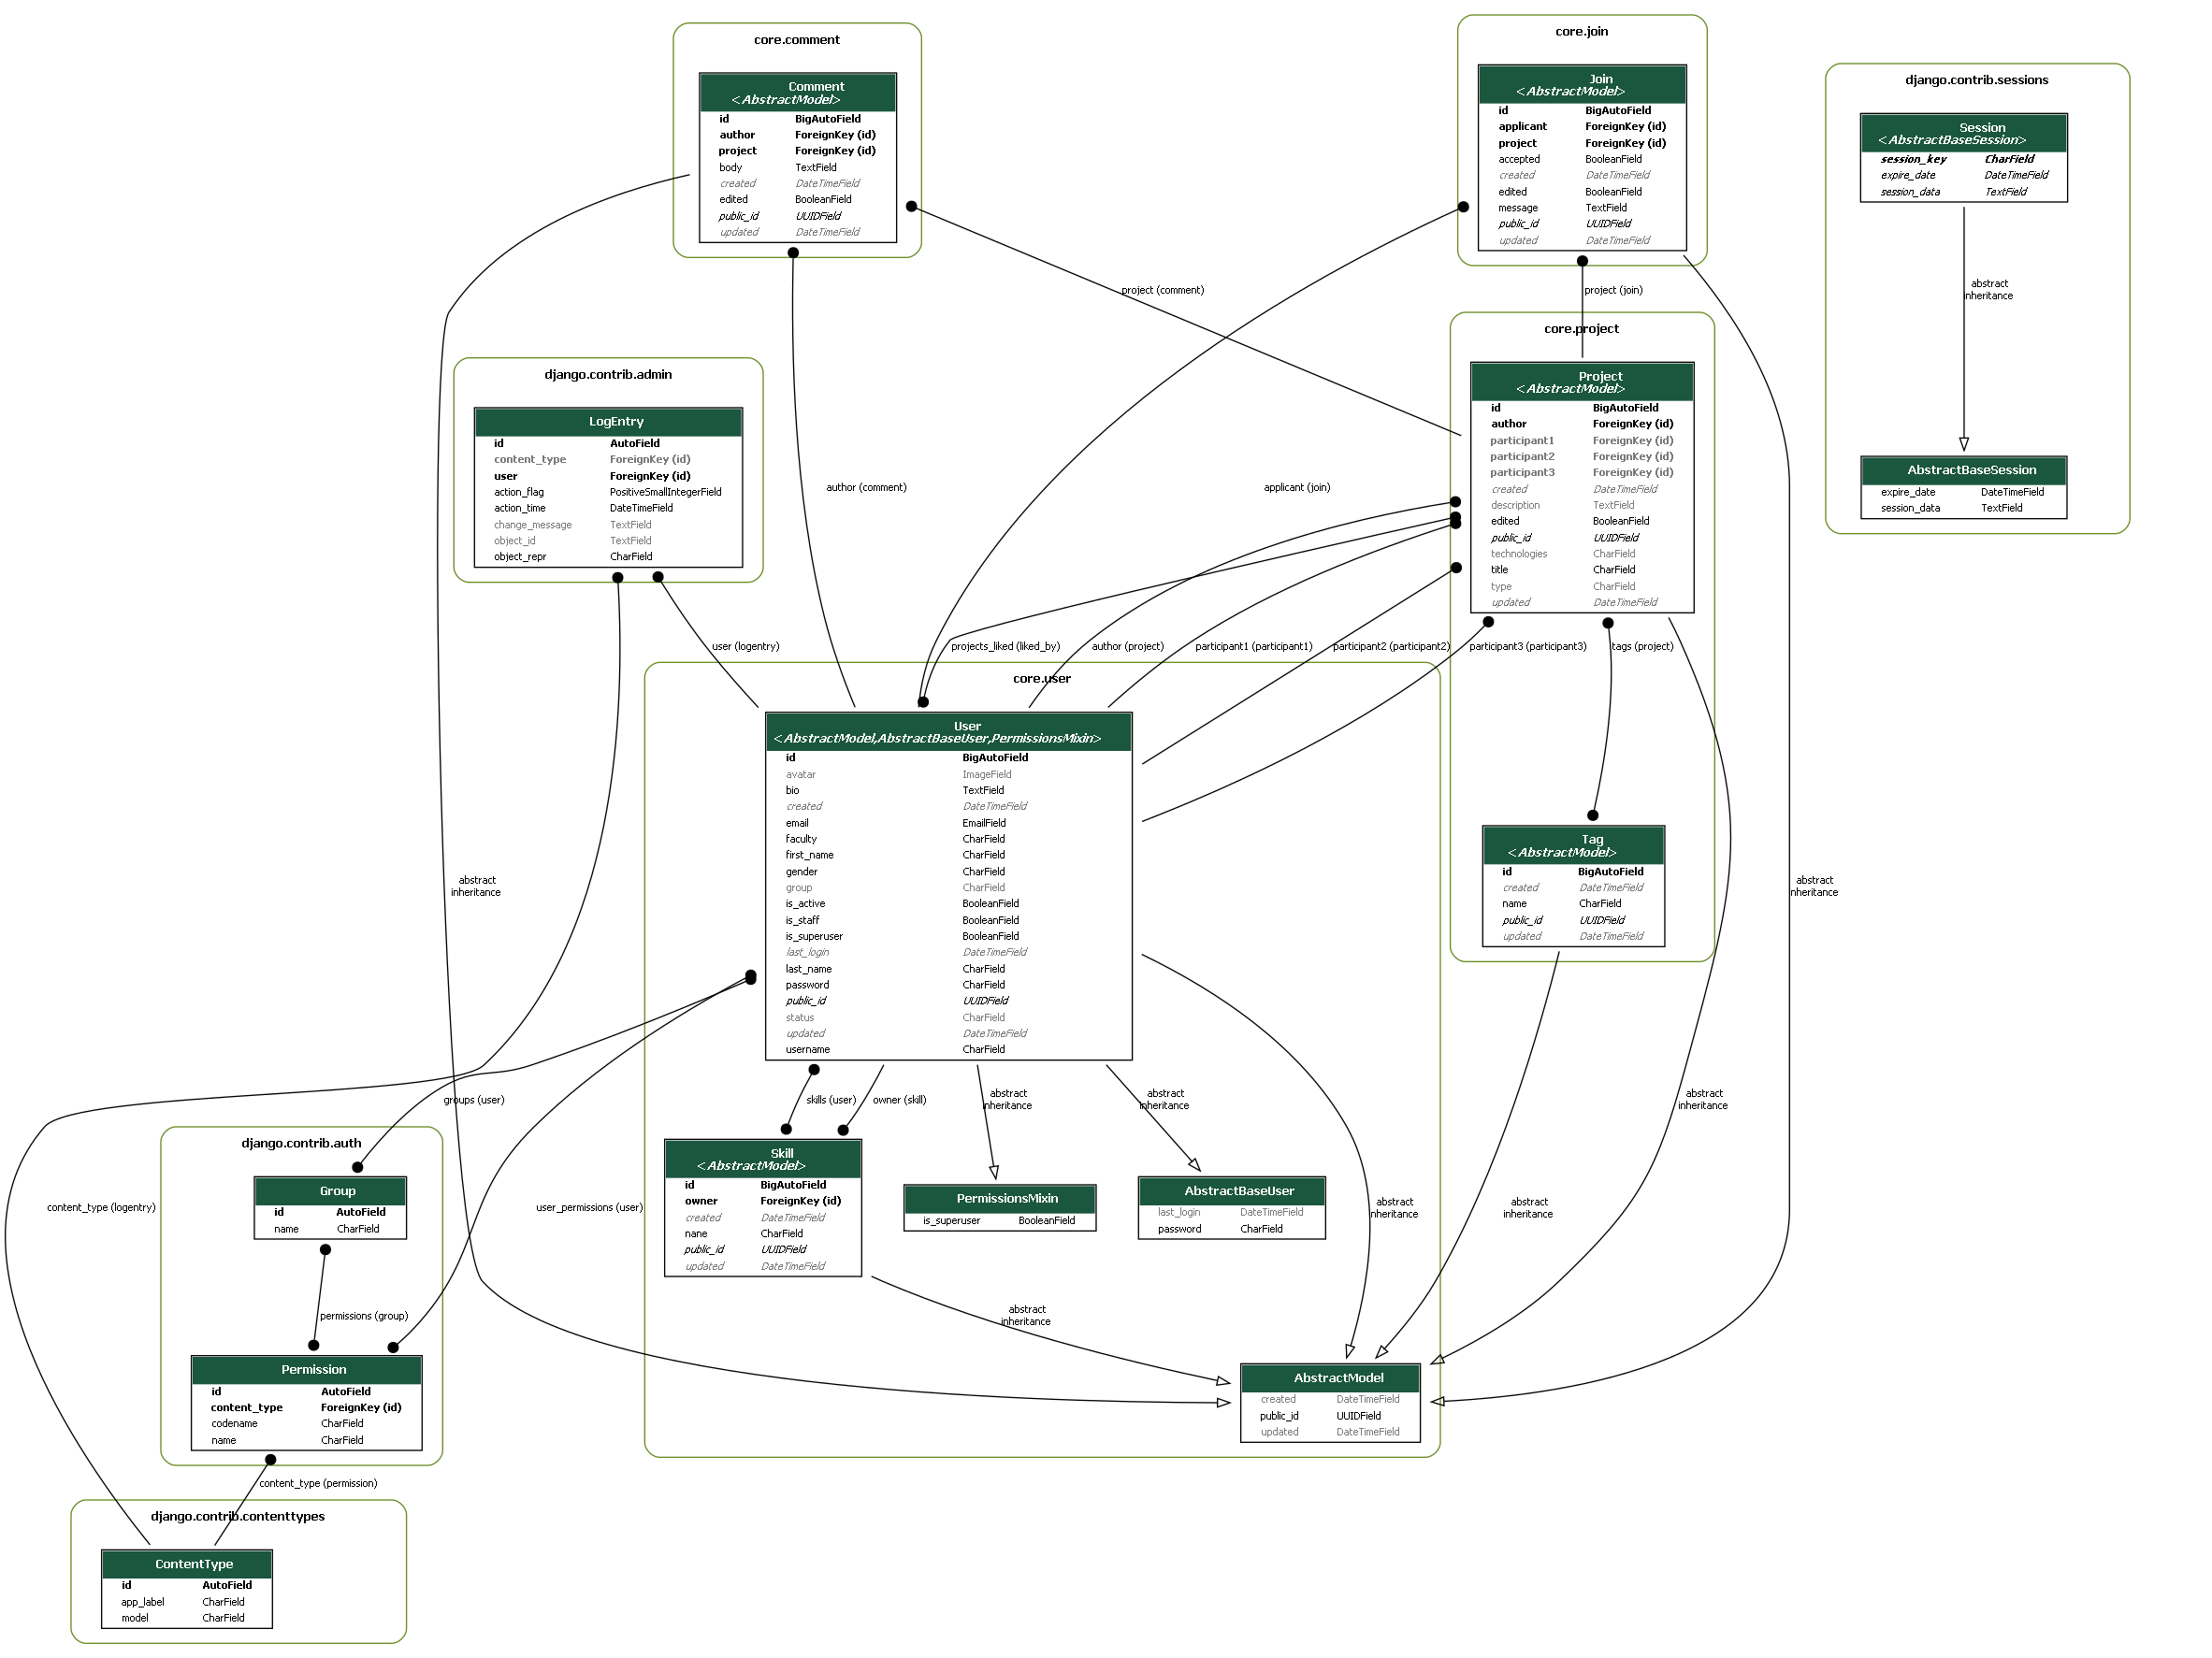 core.comment
Comment
<AbstractModel>
id BigAutoField
author ForeignKey (id)
project ForeignKey (id)
body TextField
created DateTimeField
edited BooleanField
public_id UUIDField
updated DateTimeField
core.join
Join
<AbstractModel>
id BigAutoField
applicant ForeignKey (id)
project ForeignKey (id)
accepted BooleanField
created DateTimeField
edited BooleanField
message TextField
public_id UUIDField
updated DateTimeField
django.contrib.sessions
Session
<AbstractBaseSession>
session_key CharField
expire_date DateTimeField
session_data TextField
abstract
inheritance
AbstractBaseSession
expire_date DateTimeField
session_data TextField
project (comment)
project (join)
core.project
Project
<AbstractModel>
id BigAutoField
author ForeignKey (id)
participant1 ForeignKey (id)
participant2 ForeignKey (id)
participant3 ForeignKey (id)
created DateTimeField
description TextField
edited BooleanField
public_id UUIDField
technologies CharField
title CharField
type CharField
updated DateTimeField
django.contrib.admin
LogEntry
id AutoField
content_type ForeignKey (id)
user ForeignKey (id)
action_flag PositiveSmallIntegerField
action_time DateTimeField
change_message TextField
object_id TextField
object_repr CharField
author (comment)
applicant (join)
user (logentry)
projects_liked (liked_by)
author (project)
participant1 (participant1)
participant2 (participant2)
participant3 (participant3)
tags (project)
core.user
User
<AbstractModel,AbstractBaseUser,PermissionsMixin>
id BigAutoField
avatar ImageField
bio TextField
created DateTimeField
email EmailField
faculty CharField
first_name CharField
gender CharField
group CharField
is_active BooleanField
is_staff BooleanField
is_superuser BooleanField
last_login DateTimeField
last_name CharField
password CharField
public_id UUIDField
status CharField
updated DateTimeField
username CharField
Tag
<AbstractModel>
id BigAutoField
created DateTimeField
name CharField
public_id UUIDField
updated DateTimeField
abstract
inheritance
abstract
inheritance
groups (user)
skills (user)
owner (skill)
abstract
inheritance
abstract
inheritance
abstract
inheritance
django.contrib.auth
Group
id AutoField
name CharField
Skill
<AbstractModel>
id BigAutoField
owner ForeignKey (id)
created DateTimeField
nane CharField
public_id UUIDField
updated DateTimeField
PermissionsMixin
is_superuser BooleanField
AbstractBaseUser
last_login DateTimeField
password CharField
content_type (logentry)
user_permissions (user)
abstract
inheritance
abstract
inheritance
permissions (group)
abstract
inheritance
Permission
id AutoField
content_type ForeignKey (id)
codename CharField
name CharField
AbstractModel
created DateTimeField
public_id UUIDField
updated DateTimeField
content_type (permission)
django.contrib.contenttypes
ContentType
id AutoField
app_label CharField
model CharField